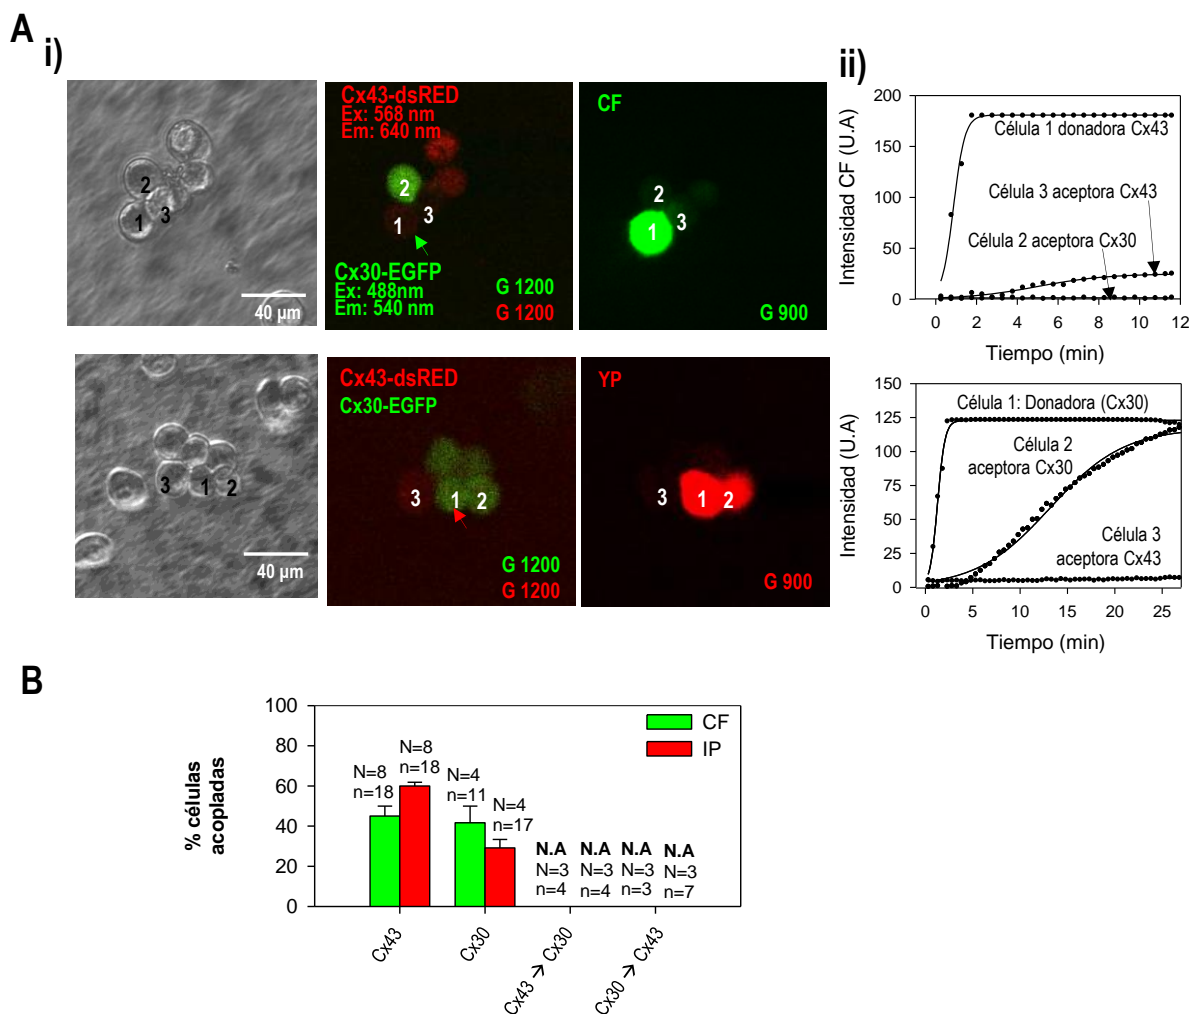 A
i)
2
1
3
40 µm
Cx43-dsRED
Ex: 568 nm
Em: 640 nm
2
1
3
Cx30-EGFP
Ex: 488nm
Em: 540 nm
G 1200
G 1200
CF
2
3
1
G 900
ii)
Intensidad CF (U.A)
200
150
100
50
0
Célula 1 donadora Cx43
Célula 3 aceptora Cx43
Célula 2 aceptora Cx30
0 2 4 6 8 10 12
Tiempo (min)
3 1 2
40 µm
Cx43-dsRED
Cx30-EGFP
3 1 2
G 1200
G 1200
YP
3 1 2
G 900
Intensidad (U.A)
150
125
100
75
50
25
0
Célula 1: Donadora (Cx30)
Célula 2
aceptora Cx30
Célula 3
aceptora Cx43
0 5 10 15 20 25
Tiempo (min)
B
% células
acopladas
100
80
60
40
20
0
CF
IP
N=8
n=18
N=8
n=18
N=4
n=11
N=4
n=17
N.A
N=3
n=4
N.A
N=3
n=4
N.A
N=3
n=3
N.A
N=3
n=7
Cx43
Cx30
Cx43 → Cx30
Cx30 → Cx43